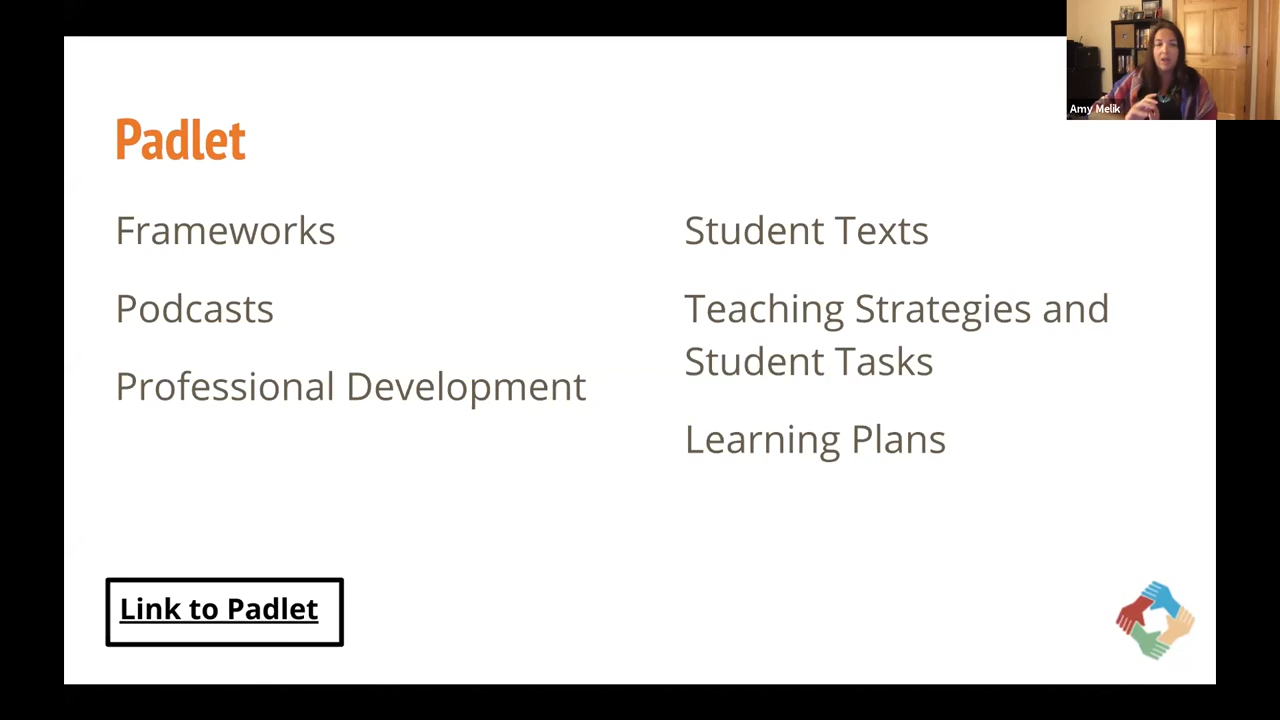 Amy Melik
Padlet
Frameworks
Podcasts
Professional Development
Student Texts
Teaching Strategies and
Student Tasks
Learning Plans
Link to Padlet